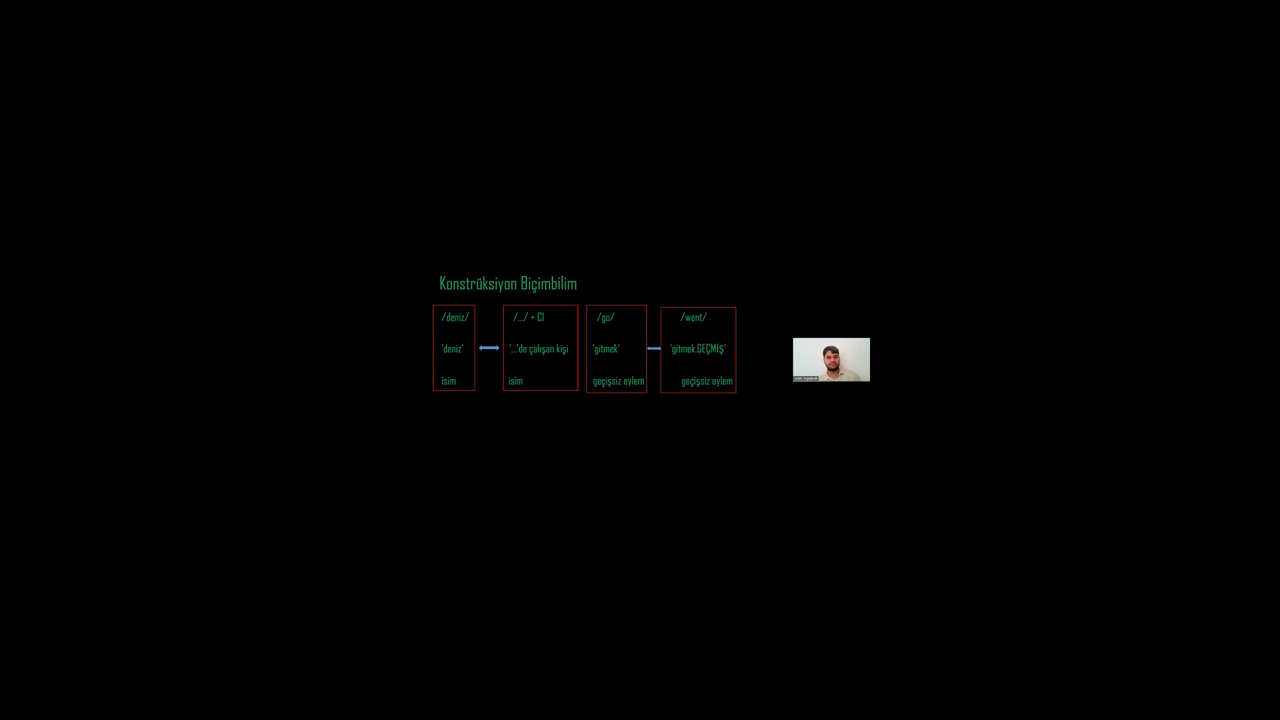 Konstrüksiyon Biçimbilim
/deniz/
'deniz'
isim
/.../ + CI
'...'da çalışan kişi
isim
/go/
'gitmek'
geçişsiz eylem
/went/
'gitmek.GEÇMİŞ'
geçişsiz eylem